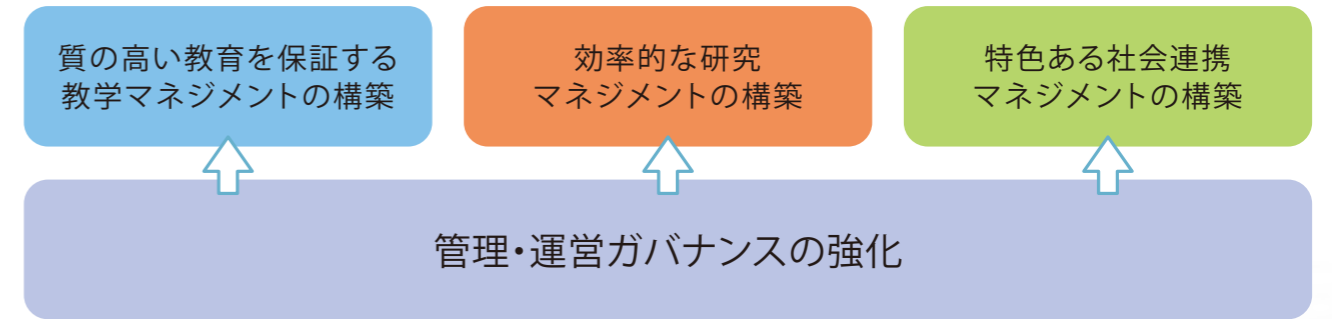 質の高い教育を保証する
教学マネジメントの構築
効率的な研究
マネジメントの構築
特色ある社会連携
マネジメントの構築
管理・運営ガバナンスの強化